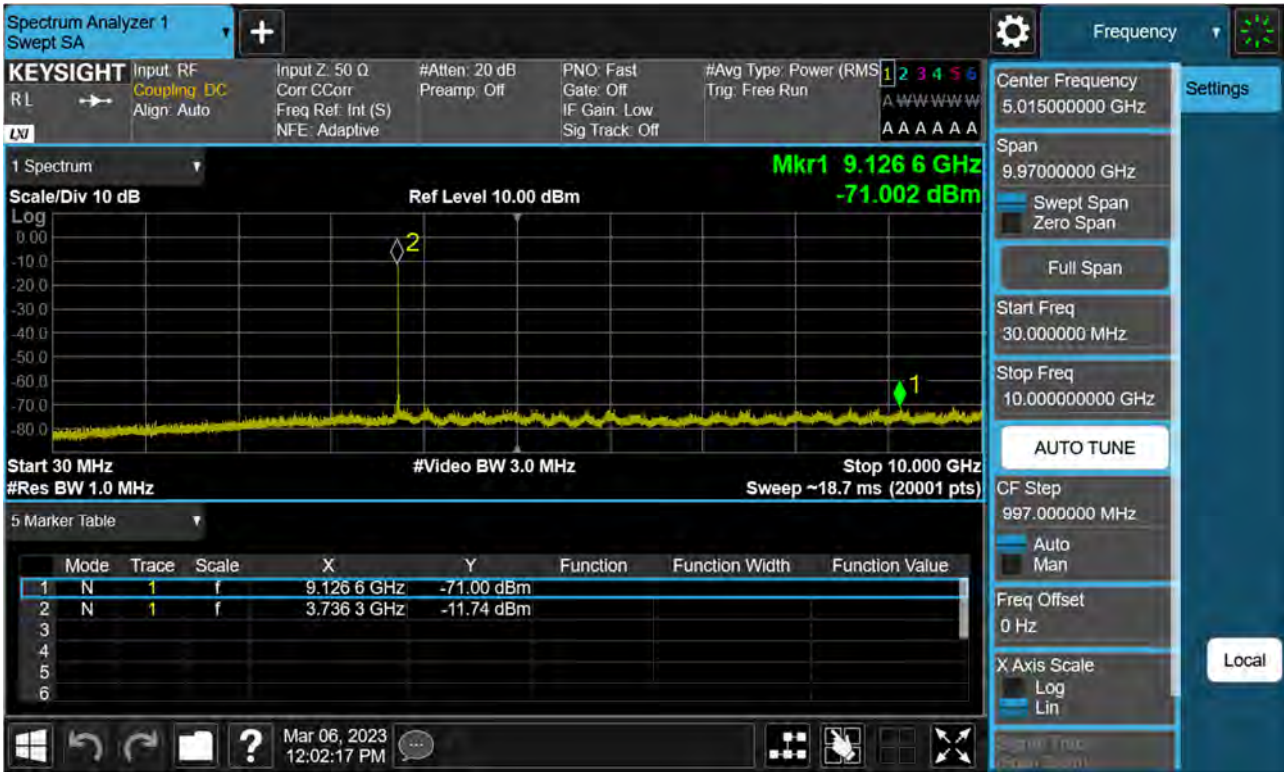 Spectrum Analyzer 1
Swept SA
+
Frequency
KEYSIGHT
RL
LXI
Input: RF
Coupling: DC
Align: Auto
Input Z: 50 Ω
Corr CCorr
Freq Ref: Int (S)
NFE: Adaptive
#Atten: 20 dB
Preamp: Off
PNO: Fast
Gate: Off
IF Gain: Low
Sig Track: Off
#Avg Type: Power (RMS
Trig: Free Run
1 2 3 4 5 6
A W W W W W
A A A A A A
1 Spectrum
Mkr1 9.126 6 GHz
Scale/Div 10 dB
Ref Level 10.00 dBm
-71.002 dBm
Log
0.00
-10.0
-20.0
-30.0
-40.0
-50.0
-60.0
-70.0
-80.0
2
1
Start 30 MHz
#Video BW 3.0 MHz
Stop 10.000 GHz
#Res BW 1.0 MHz
Sweep ~18.7 ms (20001 pts)
5 Marker Table
Mode Trace Scale X Y Function Function Width Function Value
1 N 1 f 9.126 6 GHz -71.00 dBm
2 N 1 f 3.736 3 GHz -11.74 dBm
3
4
5
6
Mar 06, 2023
12:02:17 PM
?
Center Frequency
5.015000000 GHz
Span
9.97000000 GHz
Swept Span
Zero Span
Full Span
Start Freq
30.000000 MHz
Stop Freq
10.000000000 GHz
AUTO TUNE
CF Step
997.000000 MHz
Auto
Man
Freq Offset
0 Hz
X Axis Scale
Log
Lin
Settings
Local